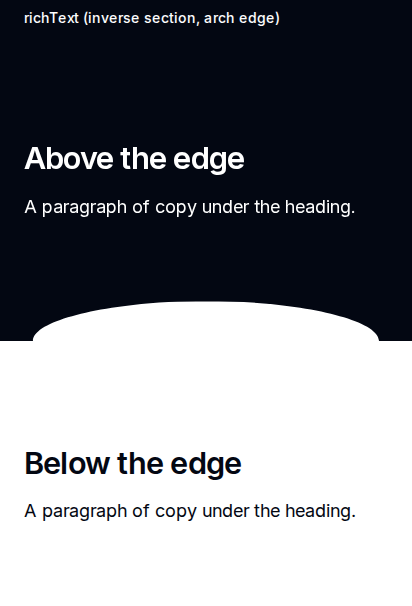 richText (inverse section, arch edge)
Above the edge
A paragraph of copy under the heading.
Below the edge
A paragraph of copy under the heading.